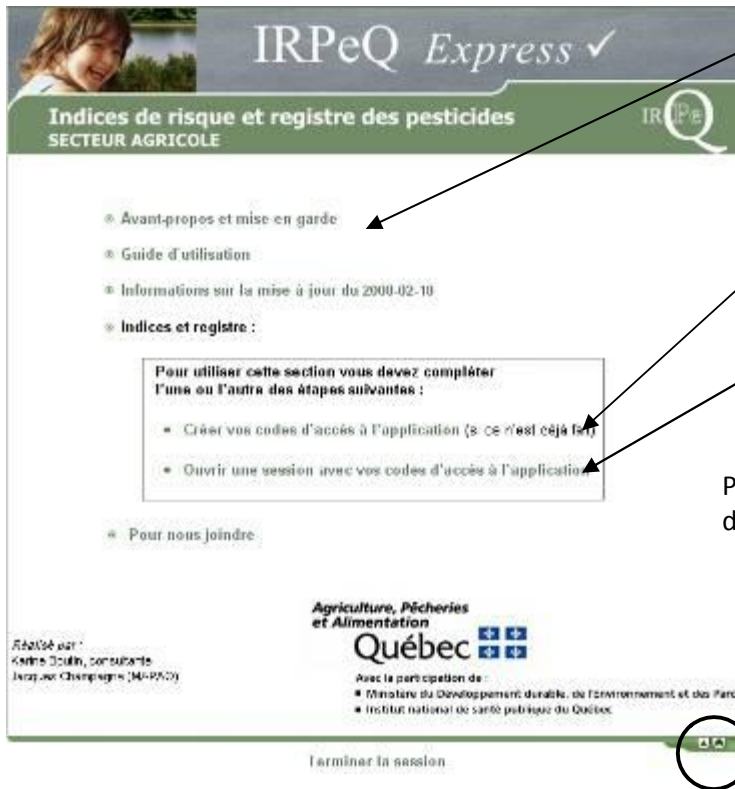 IRPeQ Express ✓
Indices de risque et registre des pesticides
SECTEUR AGRICOLE
IRPeQ
Avant-propos et mise en garde
Guide d'utilisation
Informations sur la mise à jour du
Indices et registre :
Pour utiliser cette section vous devez compléter
l'une ou l'autre des étapes suivantes :
Créer vos codes d'accès à l'application (si ce n'est déjà fait)
Ouvrir une session avec vos codes d'accès à l'application
P
d
Pour nous joindre
Agriculture, Pêcheries
et Alimentation
Québec
Réalisé par :
Karine consultante
Jacques Champagne (MAPAQ)
Avec la participation de :
Ministère du Développement durable, de l'Environnement et des Parc
Institut national de santé publique du Québec
Terminer la session